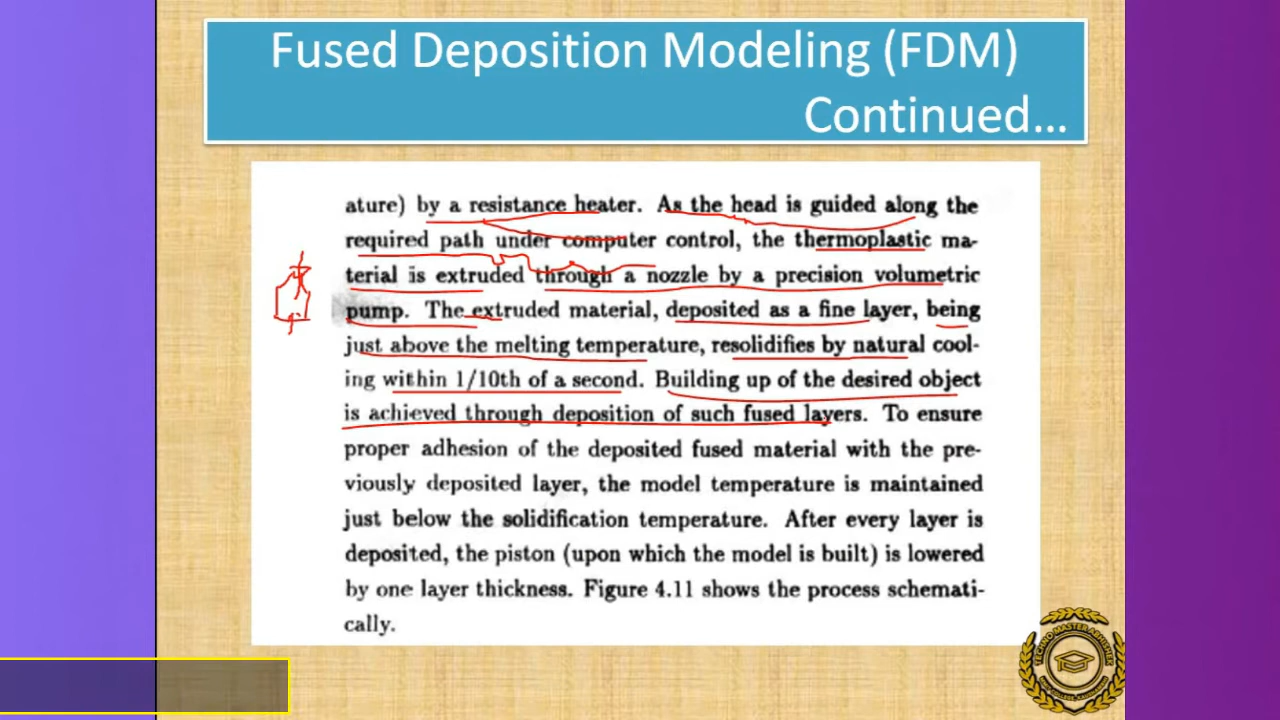 Fused Deposition Modeling (FDM)
Continued...
ature) by a resistance heater. As the head is guided along the
required path under computer control, the thermoplastic ma-
terial is extruded through a nozzle by a precision volumetric
pump. The extruded material, deposited as a fine layer, being
just above the melting temperature, resolidifies by natural cool-
ing within 1/10th of a second. Building up of the desired object
is achieved through deposition of such fused layers. To ensure
proper adhesion of the deposited fused material with the pre-
viously deposited layer, the model temperature is maintained
just below the solidification temperature. After every layer is
deposited, the piston (upon which the model is built) is lowered
by one layer thickness. Figure 4.11 shows the process schemati-
cally.
TECHNO MASTER ABHISHEK